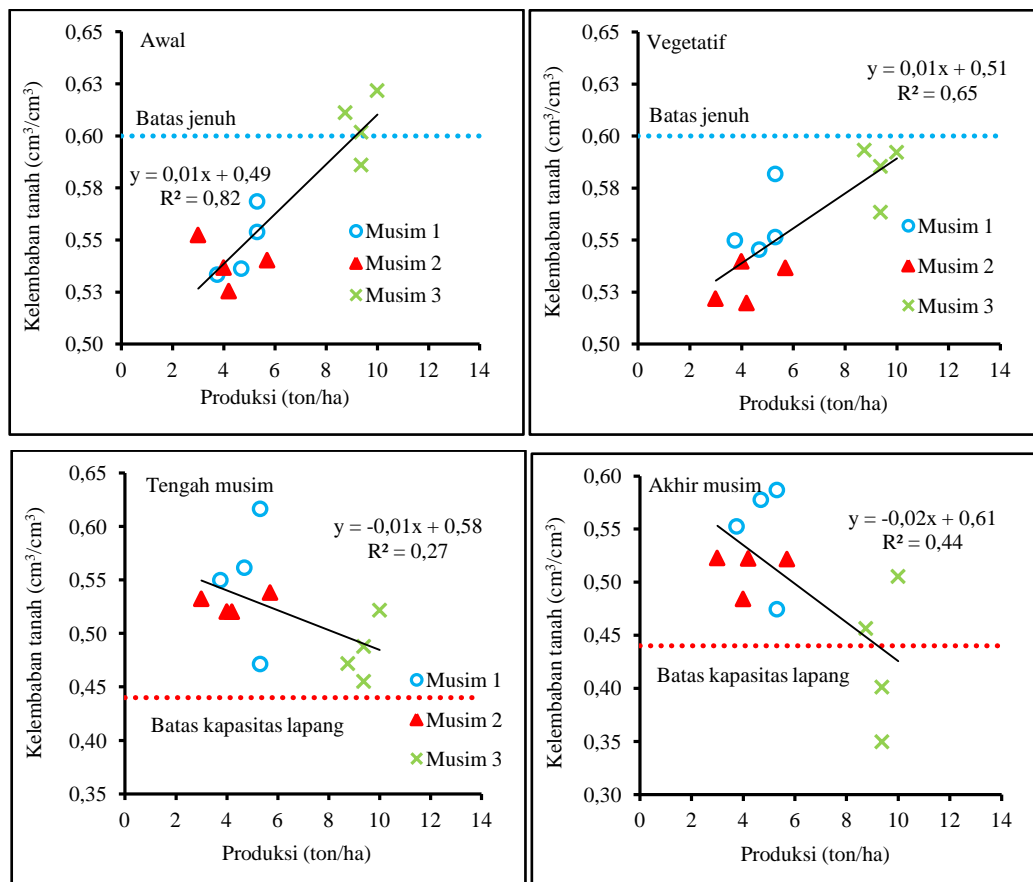 Awal
Kelembaban tanah (cm³/cm³)
0,65
0,63
0,60
0,58
0,55
0,53
0,50
Batas jenuh
y = 0,01x + 0,49
R² = 0,82
Musim 1
Musim 2
Musim 3
0 2 4 6 8 10 12 14
Produksi (ton/ha)
Vegetatif
Kelembaban tanah (cm³/cm³)
0,65
0,63
0,60
0,58
0,55
0,53
0,50
y = 0,01x + 0,51
R² = 0,65
Batas jenuh
Musim 1
Musim 2
Musim 3
0 2 4 6 8 10 12 14
Produksi (ton/ha)
Tengah musim
Kelembaban tanah (cm³/cm³)
0,65
0,60
0,55
0,50
0,45
0,40
0,35
y = -0,01x + 0,58
R² = 0,27
Batas kapasitas lapang
Musim 1
Musim 2
Musim 3
0 2 4 6 8 10 12 14
Produksi (ton/ha)
Akhir musim
Kelembaban tanah (cm³/cm³)
0,60
0,55
0,50
0,45
0,40
0,35
0,30
y = -0,02x + 0,61
R² = 0,44
Batas kapasitas lapang
0 2 4 6 8 10 12 14
Produksi (ton/ha)